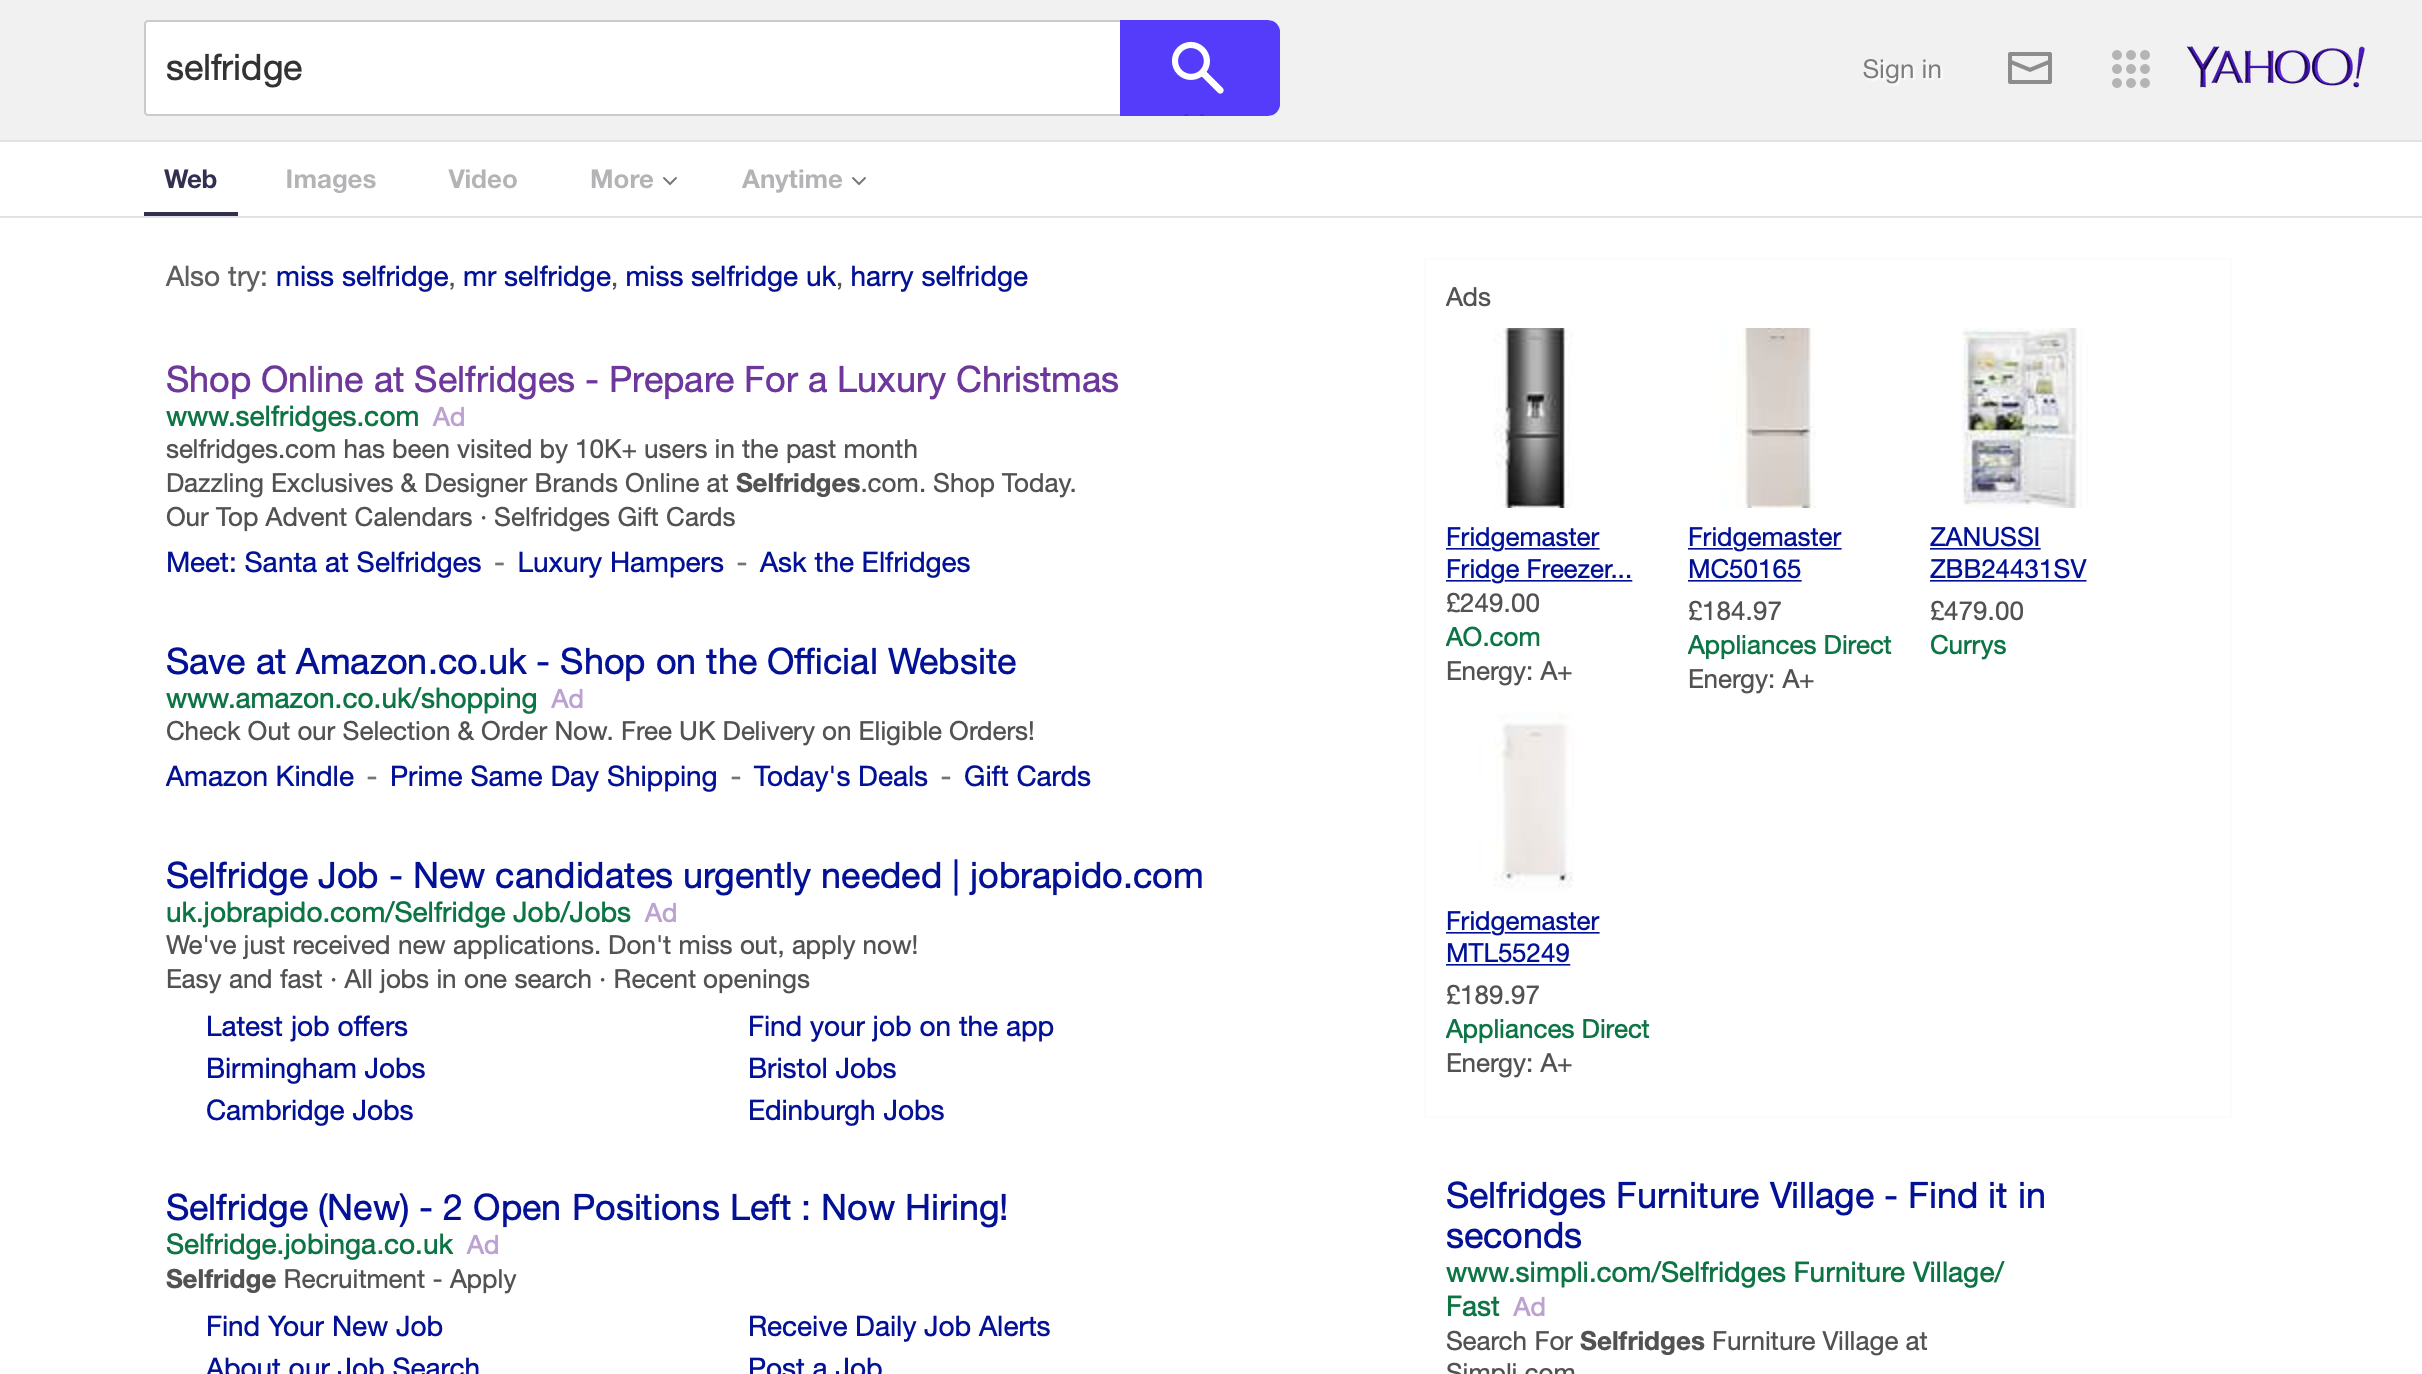 selfridge
Sign in
YAHOO!
Web Images Video More Anytime
Also try: miss selfridge, mr selfridge, miss selfridge uk, harry selfridge
Shop Online at Selfridges - Prepare For a Luxury Christmas
www.selfridges.com Ad
selfridges.com has been visited by 10K+ users in the past month
Dazzling Exclusives & Designer Brands Online at Selfridges.com. Shop Today.
Our Top Advent Calendars · Selfridges Gift Cards
Meet: Santa at Selfridges - Luxury Hampers - Ask the Elfridges
Save at Amazon.co.uk - Shop on the Official Website
www.amazon.co.uk/shopping Ad
Check Out our Selection & Order Now. Free UK Delivery on Eligible Orders!
Amazon Kindle - Prime Same Day Shipping - Today's Deals - Gift Cards
Selfridge Job - New candidates urgently needed | jobrapido.com
uk.jobrapido.com/Selfridge Job/Jobs Ad
We've just received new applications. Don't miss out, apply now!
Easy and fast · All jobs in one search · Recent openings
Latest job offers Find your job on the app
Birmingham Jobs Bristol Jobs
Cambridge Jobs Edinburgh Jobs
Selfridge (New) - 2 Open Positions Left : Now Hiring!
Selfridge.jobinga.co.uk Ad
Selfridge Recruitment - Apply
Find Your New Job Receive Daily Job Alerts
About our Job Search Post a Job
Ads
Fridgemaster
Fridge Freezer...
£249.00
AO.com
Energy: A+
Fridgemaster
MC50165
£184.97
Appliances Direct
Energy: A+
ZANUSSI
ZBB24431SV
£479.00
Currys
Fridgemaster
MTL55249
£189.97
Appliances Direct
Energy: A+
Selfridges Furniture Village - Find it in
seconds
www.simpli.com/Selfridges Furniture Village/
Fast Ad
Search For Selfridges Furniture Village at
Simpli.com